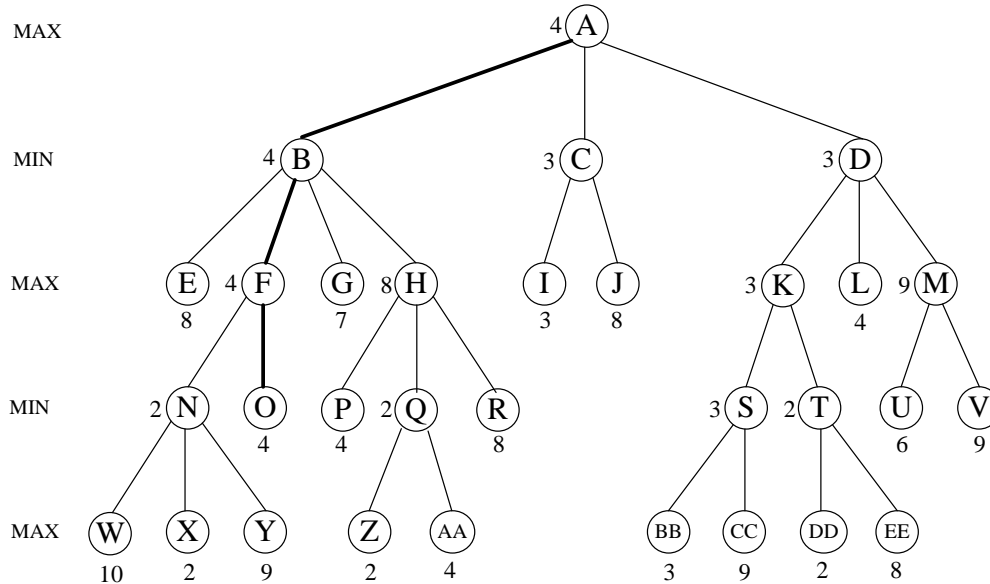 MAX 4 A
MIN 4 B 3 C 3 D
MAX E 4 F G 8 H I J 3 K L 9 M
8 7 3 8 4
MIN 2 N O P 2 Q R 3 S 2 T U V
4 4 8 6 9
MAX W X Y Z AA BB CC DD EE
10 2 9 2 4 3 9 2 8